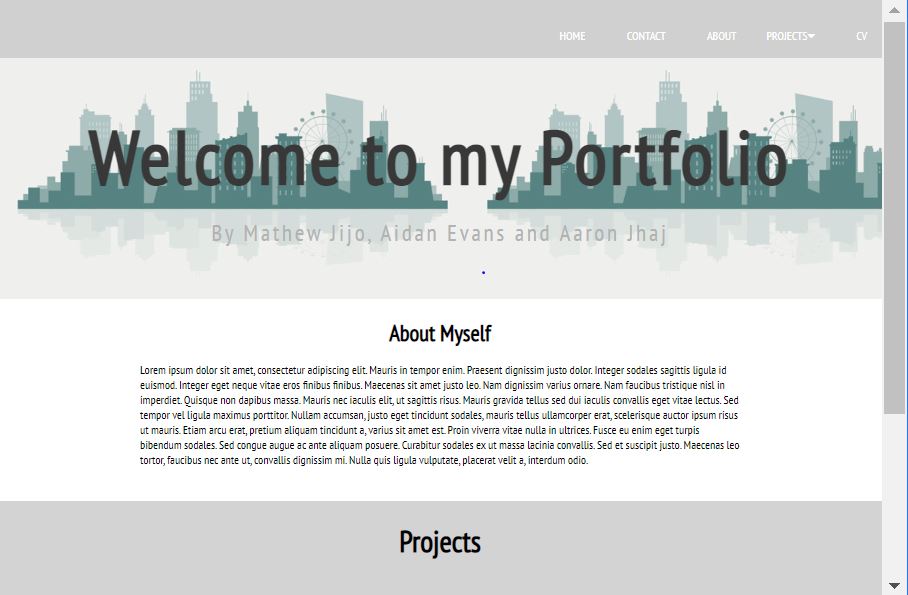 HOME CONTACT ABOUT PROJECTS CV
Welcome to my Portfolio
By Mathew Jijo, Aidan Evans and Aaron Jhaj
About Myself
Lorem ipsum dolor sit amet, consectetur adipiscing elit. Mauris in tempor enim. Praesent dignissim justo dolor. Integer sodales sagittis ligula id
euismod. Integer eget neque vitae eros finibus finibus. Maecenas sit amet justo leo. Nam dignissim varius ornare. Nam faucibus tristique nisl in
imperdiet. Quisque non dapibus massa. Mauris nec iaculis elit, ut sagittis risus. Mauris gravida tellus sed dui iaculis convallis eget vitae lectus. Sed
tempor vel ligula maximus porttitor. Nullam accumsan, justo eget tincidunt sodales, mauris tellus ullamcorper erat, scelerisque auctor ipsum risus
ut mauris. Etiam arcu erat, pretium aliquam tincidunt a, varius sit amet est. Proin viverra vitae nulla in ultrices. Fusce eu enim eget turpis
bibendum sodales. Sed congue augue ac ante aliquam posuere. Curabitur sodales ex ut massa lacinia convallis. Sed et suscipit justo. Maecenas leo
tortor, faucibus nec ante ut, convallis dignissim mi. Nulla quis ligula vulputate, placerat velit a, interdum odio.
Projects